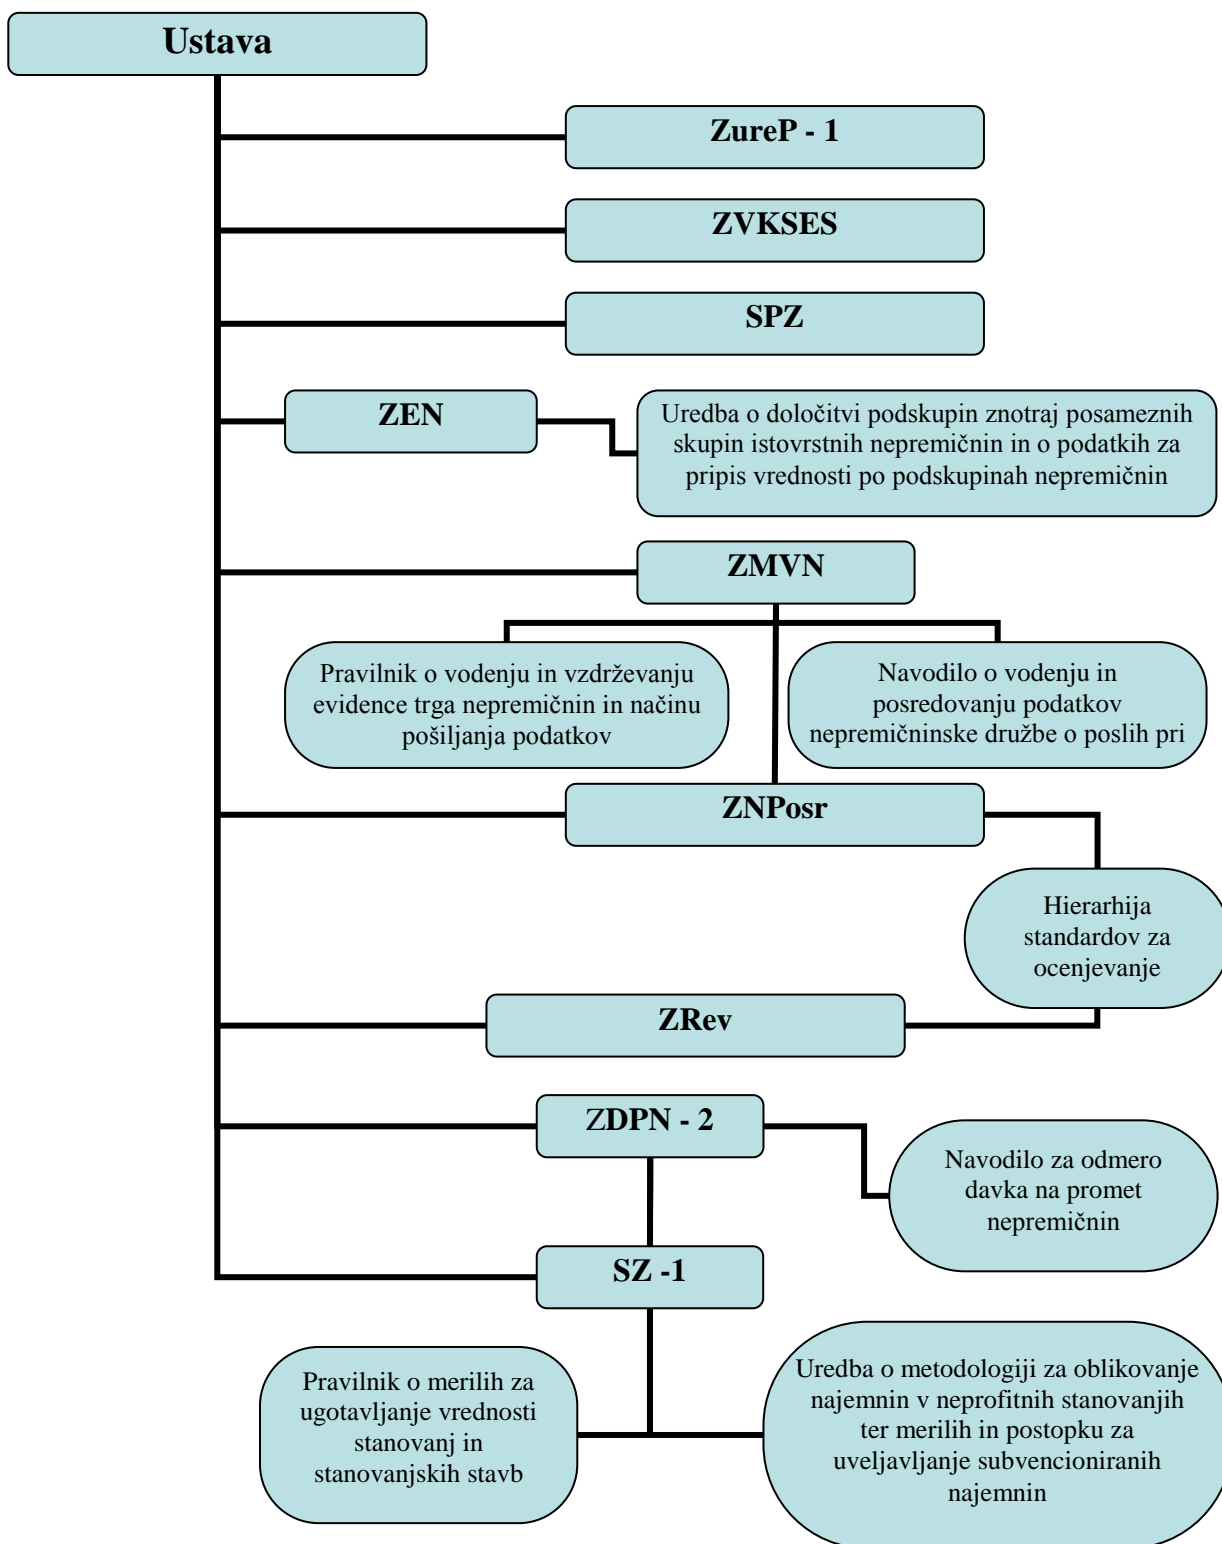 Ustava
ZureP - 1
ZVKSES
SPZ
ZEN
Uredba o določitvi podskupin znotraj posameznih
skupin istovrstnih nepremičnin in o podatkih za
pripis vrednosti po podskupinah nepremičnin
ZMVN
Pravilnik o vodenju in vzdrževanju
evidence trga nepremičnin in načinu
pošiljanja podatkov
Navodilo o vodenju in
posredovanju podatkov
nepremičninske družbe o poslih pri
ZNPosr
Hierarhija
standardov za
ocenjevanje
ZRev
ZDPN - 2
Navodilo za odmero
davka na promet
nepremičnin
SZ -1
Pravilnik o merilih za
ugotavljanje vrednosti
stanovanj in
stanovanjskih stavb
Uredba o metodologiji za oblikovanje
najemnin v neprofitnih stanovanjih
ter merilih in postopku za
uveljavljanje subvencioniranih
najemnin